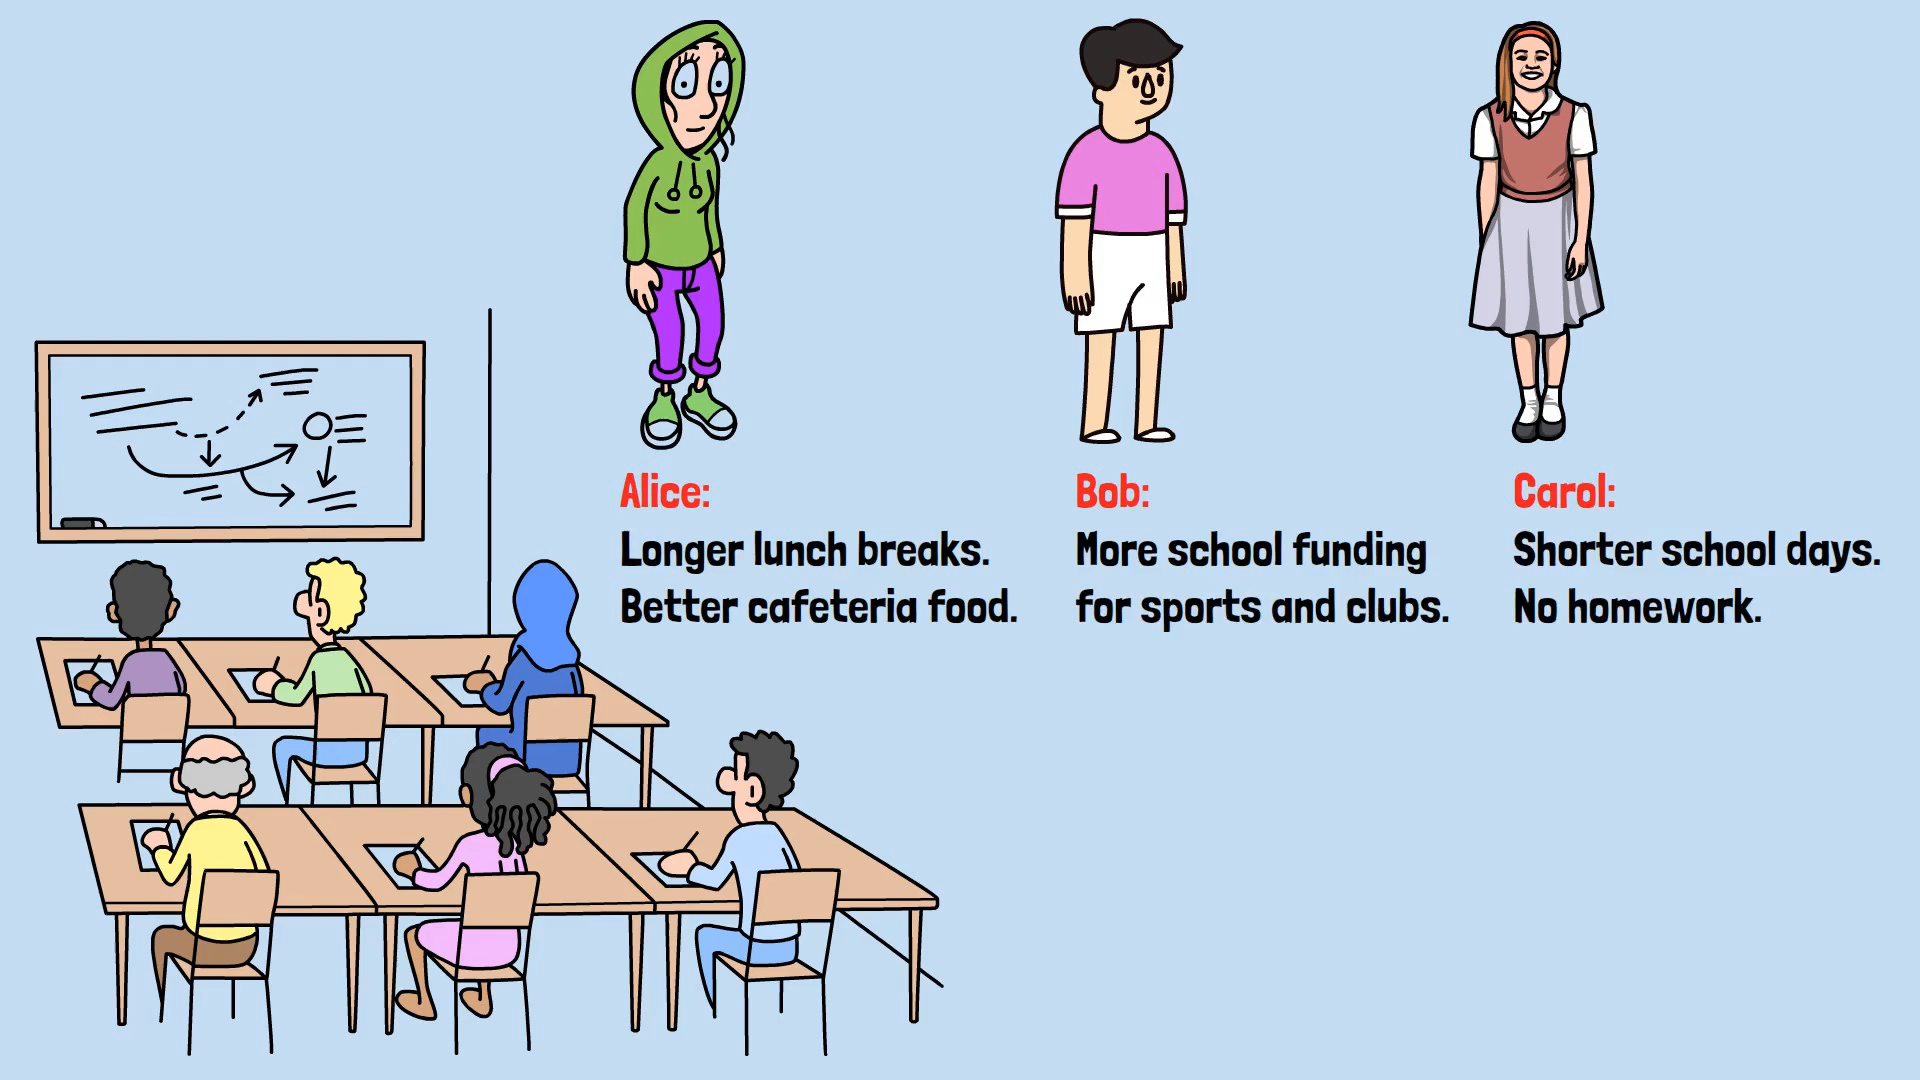 Alice:
Longer lunch breaks.
Better cafeteria food.
Bob:
More school funding
for sports and clubs.
Carol:
Shorter school days.
No homework.